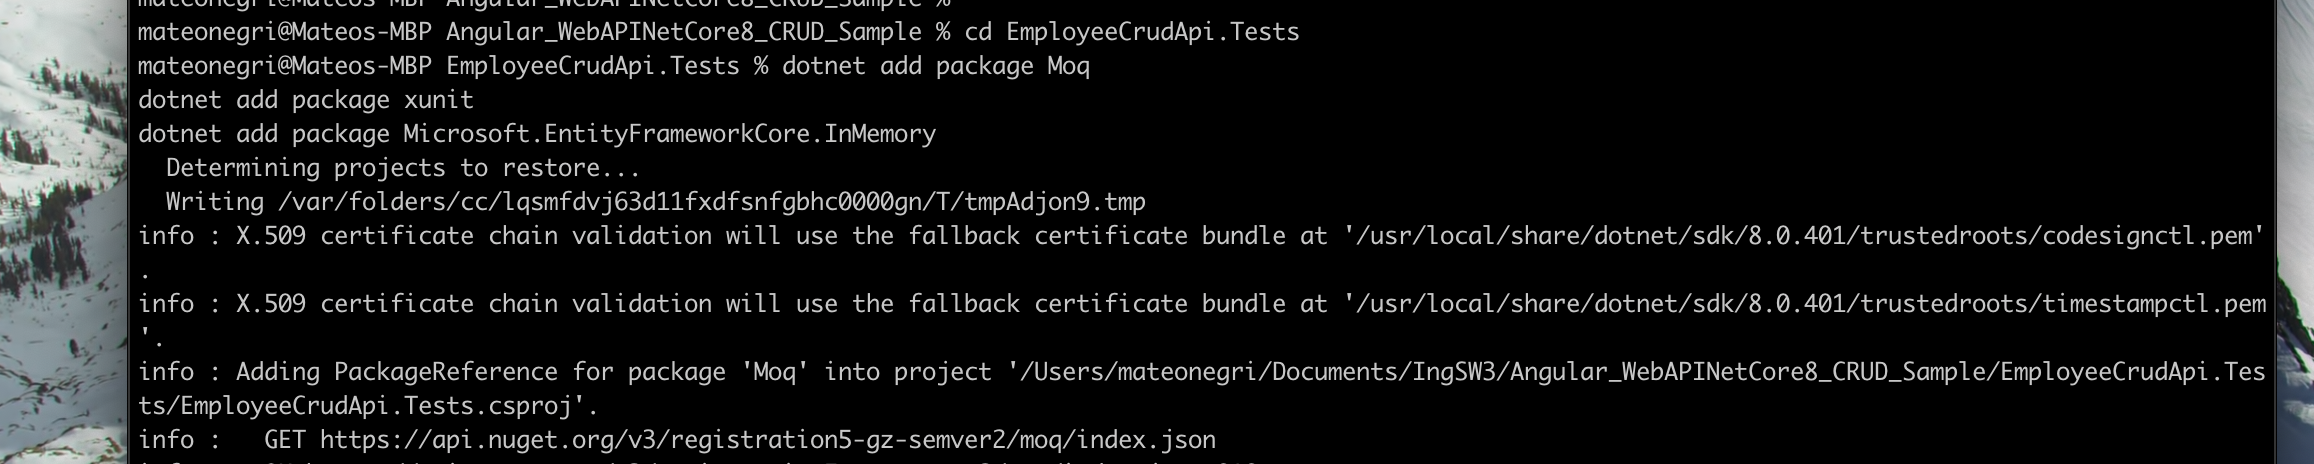 mateonegri@Mateos-MBP Angular_WebAPINetCore8_CRUD_Sample %
mateonegri@Mateos-MBP Angular_WebAPINetCore8_CRUD_Sample % cd EmployeeCrudApi.Tests
mateonegri@Mateos-MBP EmployeeCrudApi.Tests % dotnet add package Moq
dotnet add package xunit
dotnet add package Microsoft.EntityFrameworkCore.InMemory
  Determining projects to restore...
  Writing /var/folders/cc/lqsmfdvj63d11fxdfsnfgbhc0000gn/T/tmpAdjon9.tmp
info : X.509 certificate chain validation will use the fallback certificate bundle at '/usr/local/share/dotnet/sdk/8.0.401/trustedroots/codesignctl.pem'
.
info : X.509 certificate chain validation will use the fallback certificate bundle at '/usr/local/share/dotnet/sdk/8.0.401/trustedroots/timestampctl.pem
'.
info : Adding PackageReference for package 'Moq' into project '/Users/mateonegri/Documents/IngSW3/Angular_WebAPINetCore8_CRUD_Sample/EmployeeCrudApi.Tes
ts/EmployeeCrudApi.Tests.csproj'.
info :   GET https://api.nuget.org/v3/registration5-gz-semver2/moq/index.json